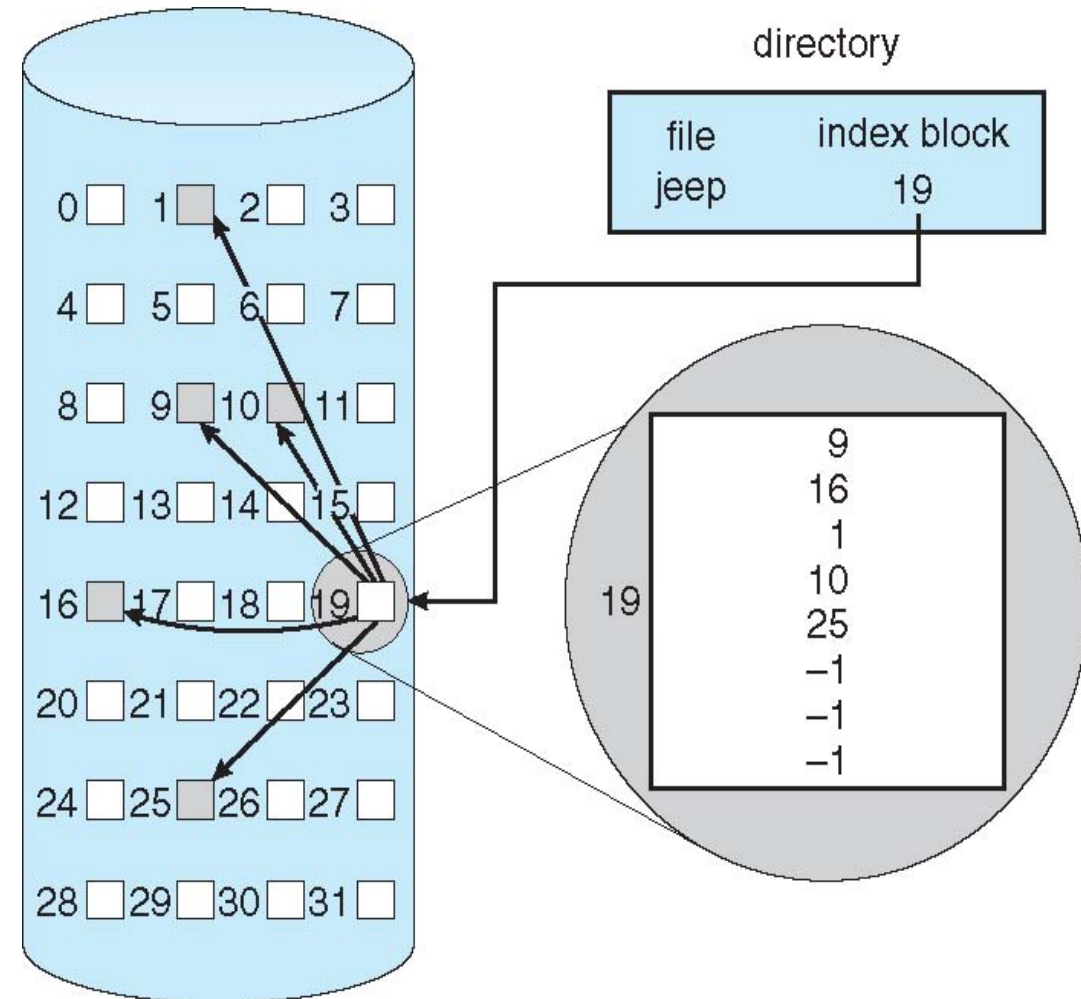 directory
file index block
jeep 19
0 1 2 3
4 5 6 7
8 9 10 11
12 13 14 15
16 17 18 19
20 21 22 23
24 25 26 27
28 29 30 31
19
9
16
1
10
25
–1
–1
–1